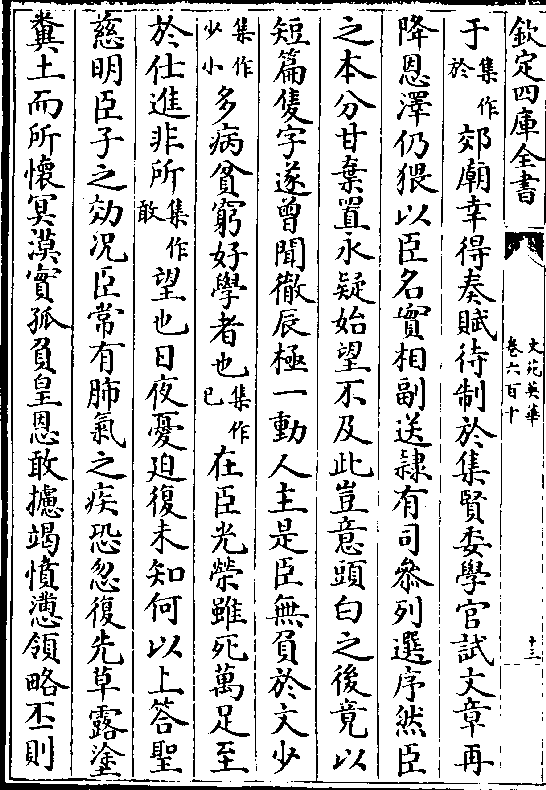 欽定四庫全書
文苑英華
卷六百十
十三
于集作於郊廟幸得奏賦待制於集賢委學官試文章再
降恩澤仍猥以臣名實相副送隸有司參列選序然臣
之本分甘棄置永疑始望不及此豈意頭白之後竟以
短篇隻字遂曾聞徹辰極一動人主是臣無負於文少
集作少小多病貧窮好學者也集作已在臣光榮雖死萬足至
於仕進非所集作敢望也日夜憂迫復未知何以上答聖
慈明臣子之効况臣常有肺氣之疾恐忽復先草露塗
糞土而所懷冥漠實孤負皇恩敢攄竭憤懣領略丕則